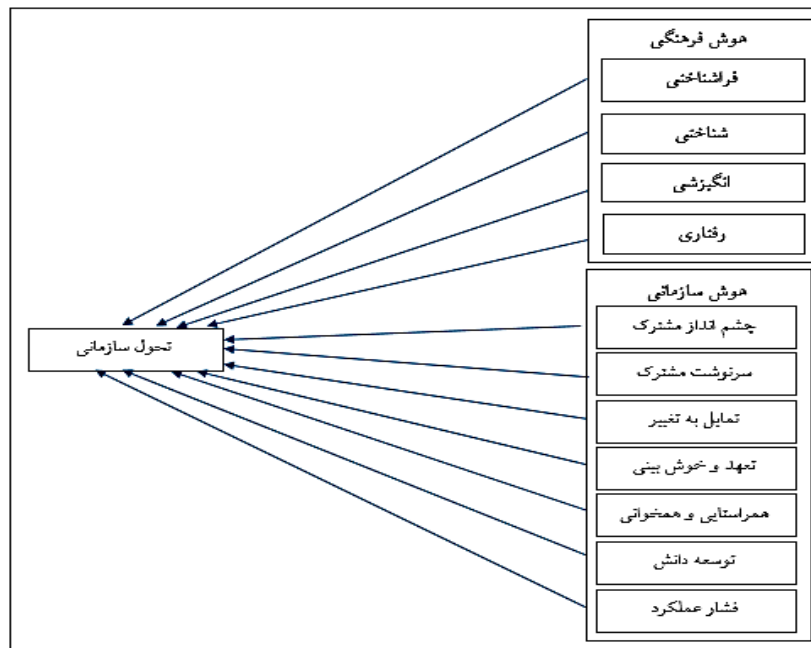 هوش فرهنگی
فراشناختی
شناختی
انگیزشی
رفتاری
هوش سازمانی
چشم انداز مشترک
سرنوشت مشترک
تمایل به تغییر
تعهد و خوش بینی
همراستایی و همخوانی
توسعه دانش
فشار عملکرد
تحول سازمانی